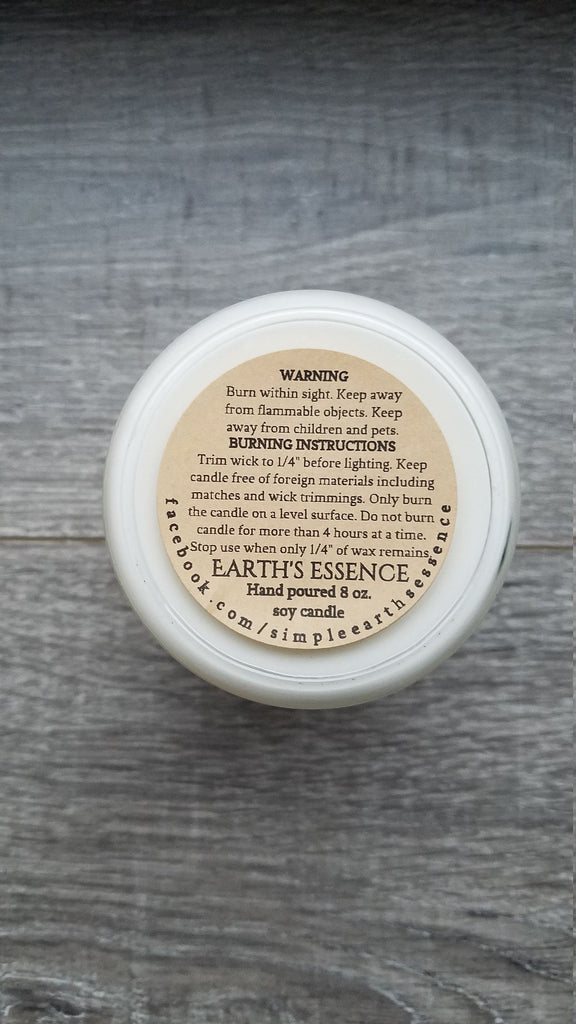 WARNING
Burn within sight. Keep away
from flammable objects. Keep
away from children and pets.
BURNING INSTRUCTIONS
Trim wick to 1/4" before lighting. Keep
candle free of foreign materials including
matches and wick trimmings. Only burn
the candle on a level surface. Do not burn
candle for more than 4 hours at a time.
Stop use when only 1/4" of wax remains.
EARTH'S ESSENCE
Hand poured 8 oz.
soy candle
facebook.com/simpleearthsessence